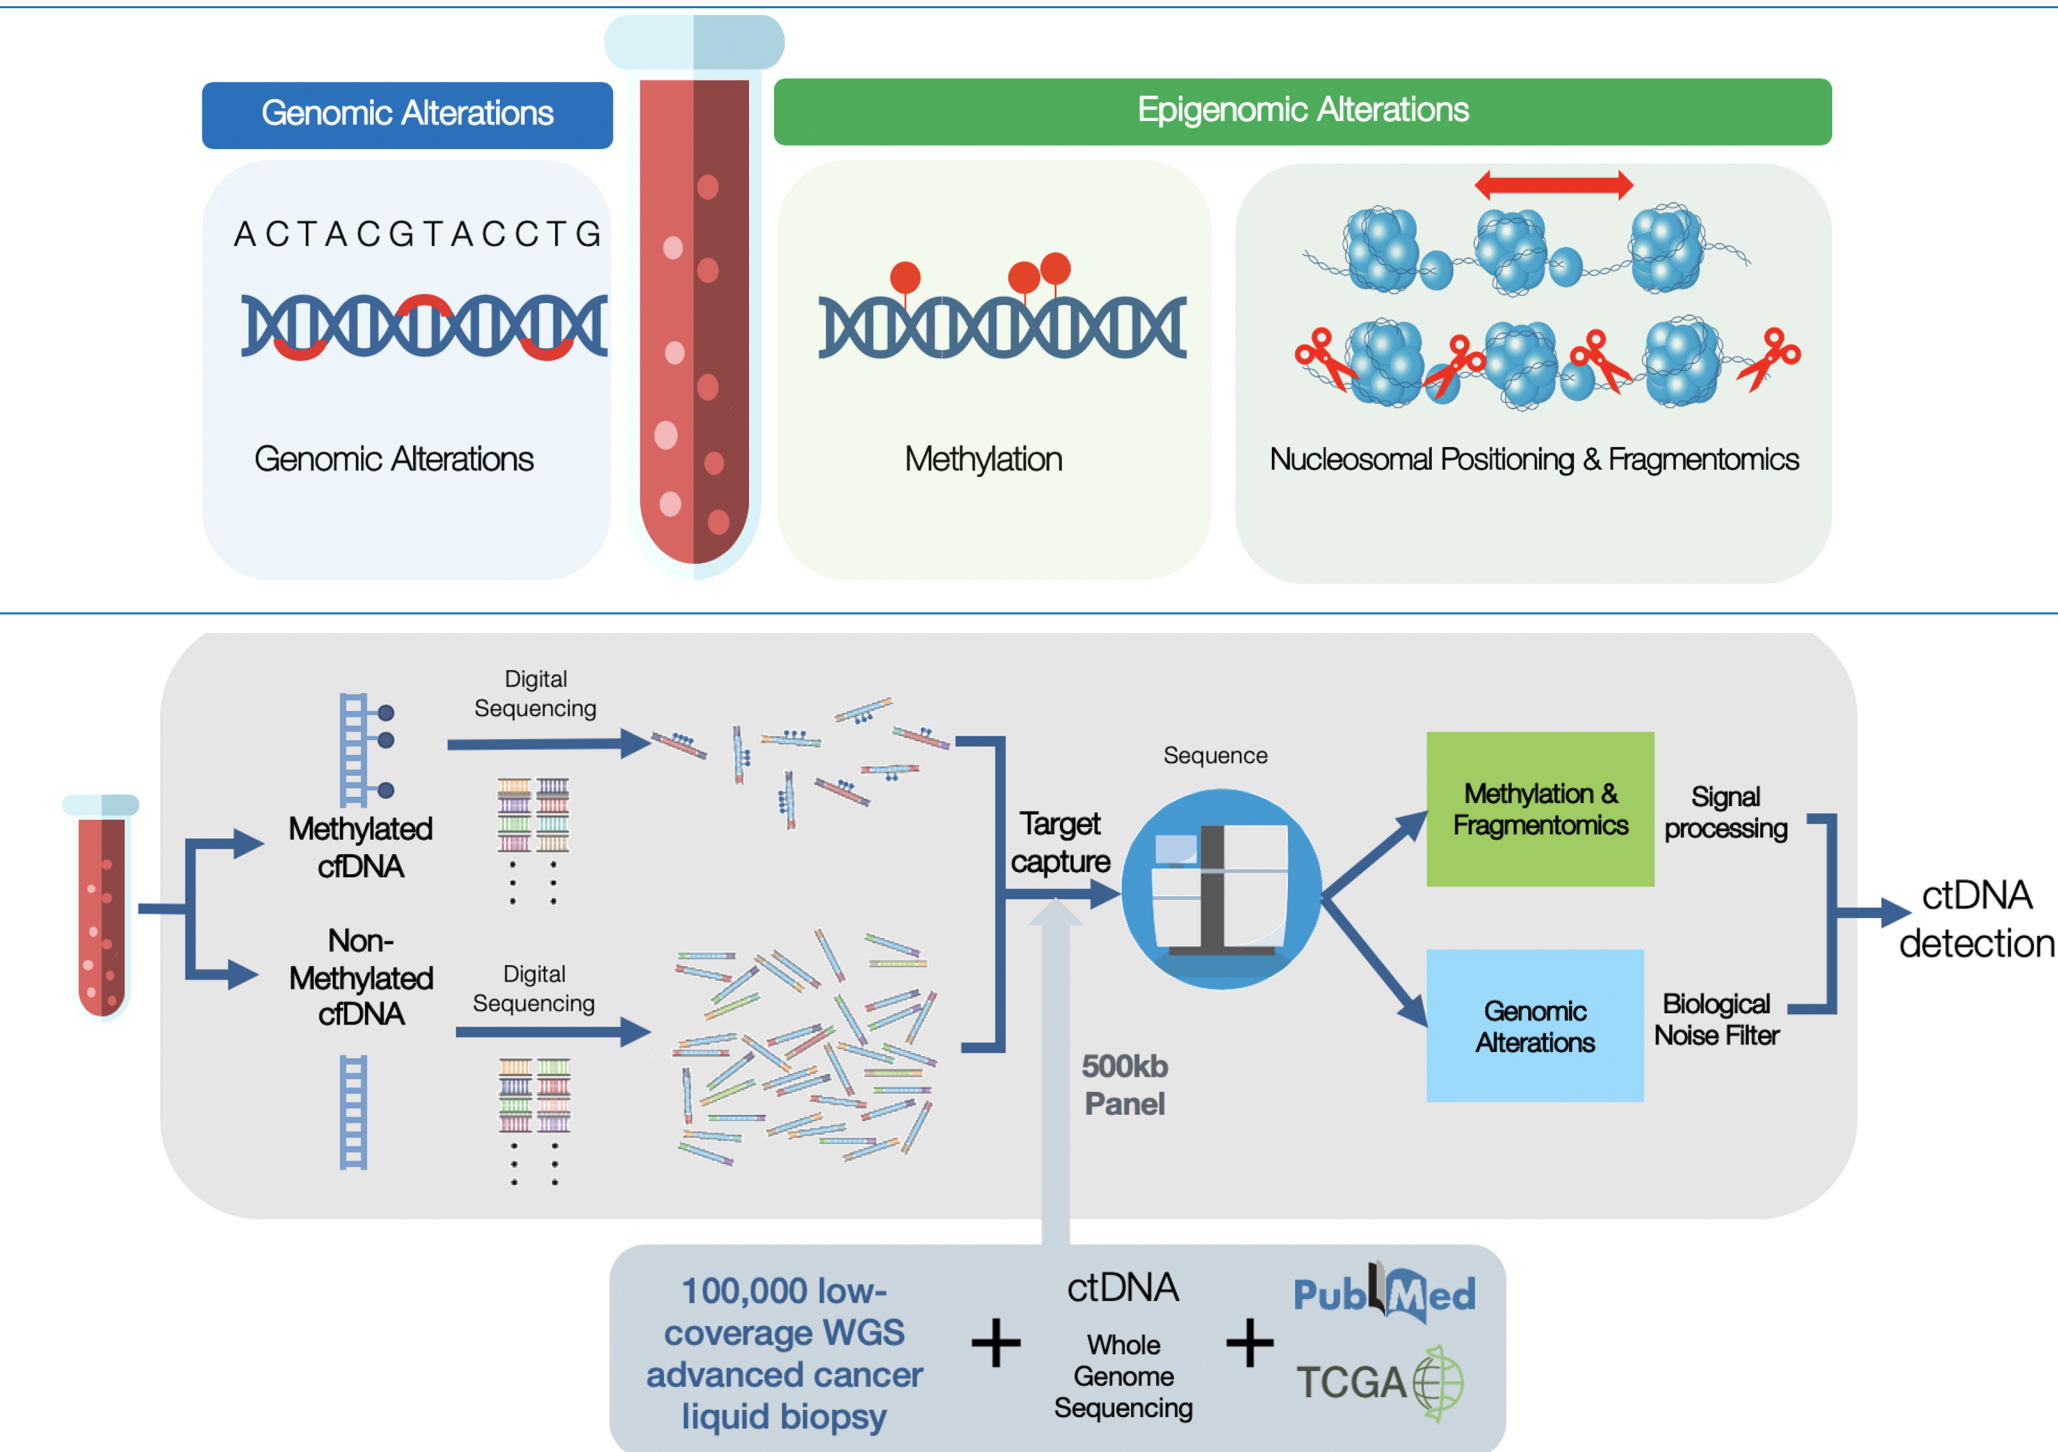 Genomic Alterations
Epigenomic Alterations
ACTACGTACCTG
Genomic Alterations
Methylation
Nucleosomal Positioning & Fragmentomics
Methylated
cfDNA
Non-
Methylated
cfDNA
Digital
Sequencing
Digital
Sequencing
Target
capture
500kb
Panel
Sequence
Methylation &
Fragmentomics
Signal
processing
Genomic
Alterations
Biological
Noise Filter
ctDNA
detection
100,000 low-
coverage WGS
advanced cancer
liquid biopsy
+
ctDNA
Whole
Genome
Sequencing
+
PubMed
TCGA